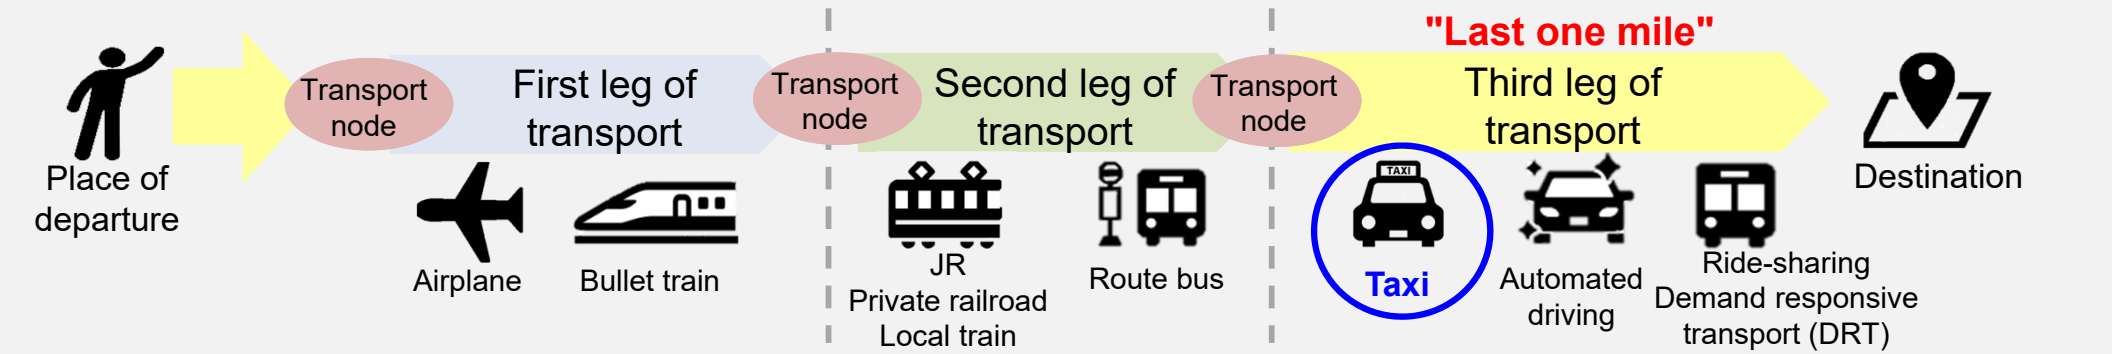 Place of
departure
Transport
node
First leg of
transport
Airplane
Bullet train
Transport
node
Second leg of
transport
JR
Private railroad
Local train
Route bus
Transport
node
"Last one mile"
Third leg of
transport
TAXI
Taxi
Automated
driving
Ride-sharing
Demand responsive
transport (DRT)
Destination